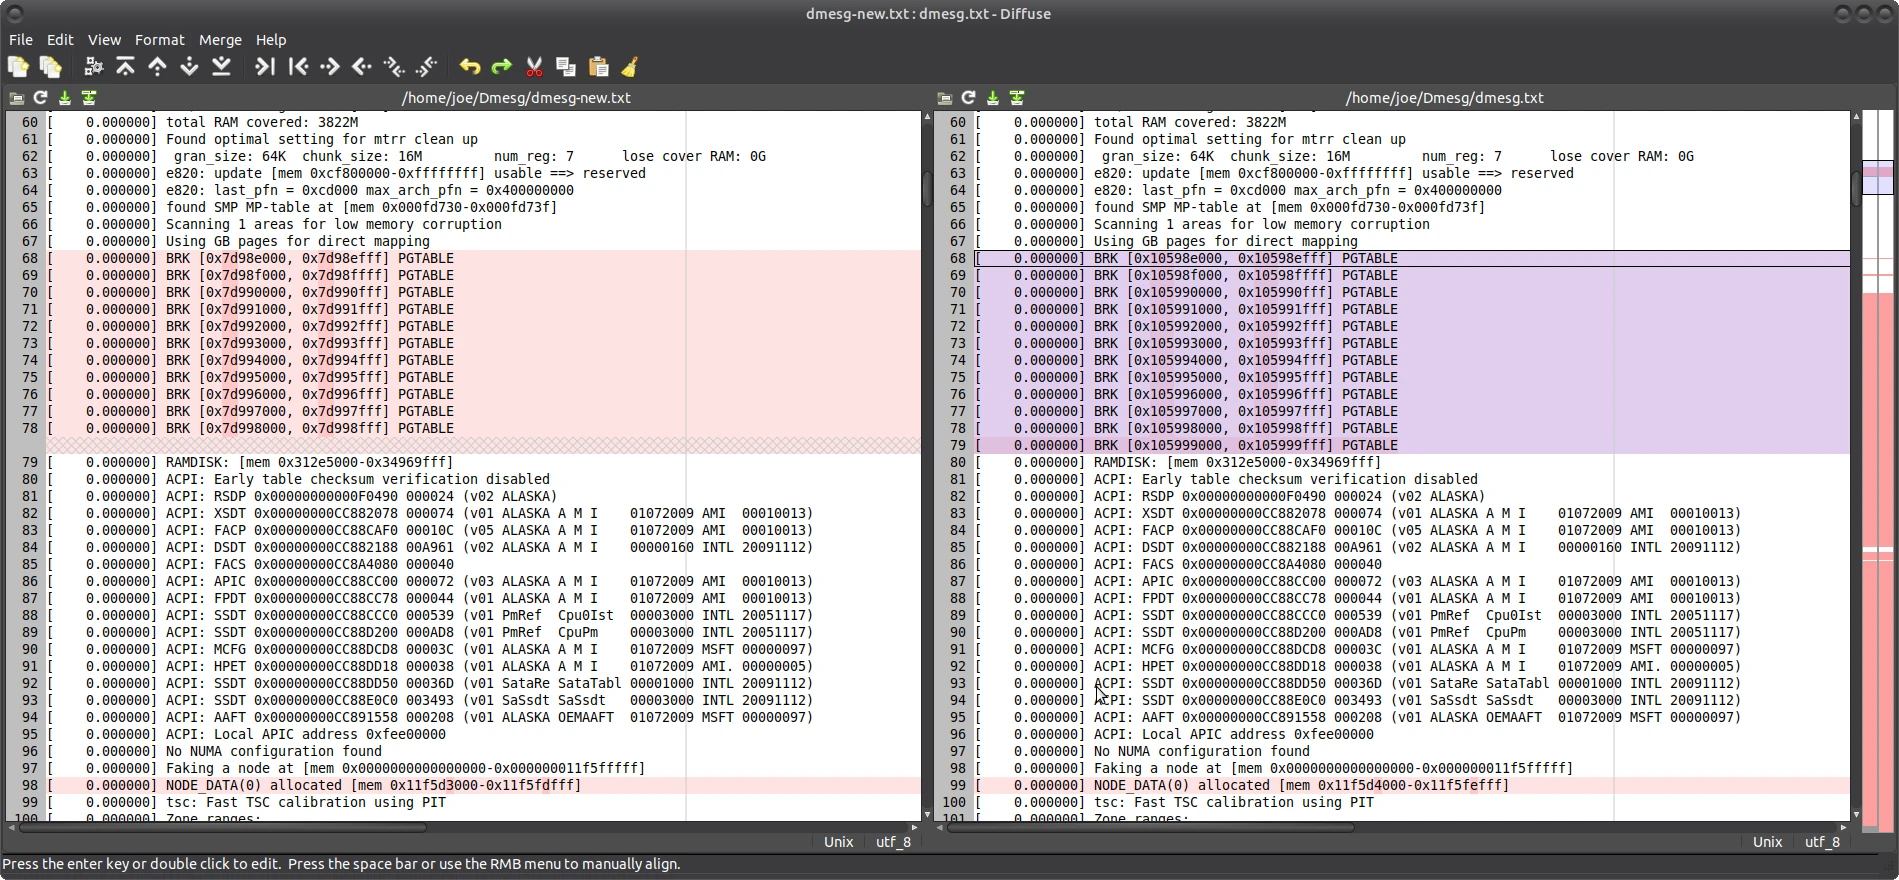 dmesg-new.txt : dmesg.txt - Diffuse
File Edit View Format Merge Help
/home/joe/Dmesg/dmesg-new.txt
60 [    0.000000] total RAM covered: 3822M
61 [    0.000000] Found optimal setting for mtrr clean up
62 [    0.000000]  gran_size: 64K  chunk_size: 16M         num_reg: 7      lose cover RAM: 0G
63 [    0.000000] e820: update [mem 0xcf800000-0xffffffff] usable ==> reserved
64 [    0.000000] e820: last_pfn = 0xcd000 max_arch_pfn = 0x400000000
65 [    0.000000] found SMP MP-table at [mem 0x000fd730-0x000fd73f]
66 [    0.000000] Scanning 1 areas for low memory corruption
67 [    0.000000] Using GB pages for direct mapping
68 [    0.000000] BRK [0x7d98e000, 0x7d98efff] PGTABLE
69 [    0.000000] BRK [0x7d98f000, 0x7d98ffff] PGTABLE
70 [    0.000000] BRK [0x7d990000, 0x7d990fff] PGTABLE
71 [    0.000000] BRK [0x7d991000, 0x7d991fff] PGTABLE
72 [    0.000000] BRK [0x7d992000, 0x7d992fff] PGTABLE
73 [    0.000000] BRK [0x7d993000, 0x7d993fff] PGTABLE
74 [    0.000000] BRK [0x7d994000, 0x7d994fff] PGTABLE
75 [    0.000000] BRK [0x7d995000, 0x7d995fff] PGTABLE
76 [    0.000000] BRK [0x7d996000, 0x7d996fff] PGTABLE
77 [    0.000000] BRK [0x7d997000, 0x7d997fff] PGTABLE
78 [    0.000000] BRK [0x7d998000, 0x7d998fff] PGTABLE
79 [    0.000000] RAMDISK: [mem 0x312e5000-0x34969fff]
80 [    0.000000] ACPI: Early table checksum verification disabled
81 [    0.000000] ACPI: RSDP 0x00000000000F0490 000024 (v02 ALASKA)
82 [    0.000000] ACPI: XSDT 0x00000000CC882078 000074 (v01 ALASKA A M I    01072009 AMI  00010013)
83 [    0.000000] ACPI: FACP 0x00000000CC88CAF0 00010C (v05 ALASKA A M I    01072009 AMI  00010013)
84 [    0.000000] ACPI: DSDT 0x00000000CC882188 00A961 (v02 ALASKA A M I    00000160 INTL 20091112)
85 [    0.000000] ACPI: FACS 0x00000000CC8A4080 000040
86 [    0.000000] ACPI: APIC 0x00000000CC88CC00 000072 (v03 ALASKA A M I    01072009 AMI  00010013)
87 [    0.000000] ACPI: FPDT 0x00000000CC88CC78 000044 (v01 ALASKA A M I    01072009 AMI  00010013)
88 [    0.000000] ACPI: SSDT 0x00000000CC88CCC0 000539 (v01 PmRef  Cpu0Ist  00003000 INTL 20051117)
89 [    0.000000] ACPI: SSDT 0x00000000CC88D200 000AD8 (v01 PmRef  CpuPm    00003000 INTL 20051117)
90 [    0.000000] ACPI: MCFG 0x00000000CC88DCD8 00003C (v01 ALASKA A M I    01072009 MSFT 00000097)
91 [    0.000000] ACPI: HPET 0x00000000CC88DD18 000038 (v01 ALASKA A M I    01072009 AMI. 00000005)
92 [    0.000000] ACPI: SSDT 0x00000000CC88DD50 00036D (v01 SataRe SataTabl 00001000 INTL 20091112)
93 [    0.000000] ACPI: SSDT 0x00000000CC88E0C0 003493 (v01 SaSsdt SaSsdt   00003000 INTL 20091112)
94 [    0.000000] ACPI: AAFT 0x00000000CC891558 000208 (v01 ALASKA OEMAAFT  01072009 MSFT 00000097)
95 [    0.000000] ACPI: Local APIC address 0xfee00000
96 [    0.000000] No NUMA configuration found
97 [    0.000000] Faking a node at [mem 0x0000000000000000-0x000000011f5fffff]
98 [    0.000000] NODE_DATA(0) allocated [mem 0x11f5d3000-0x11f5fdfff]
99 [    0.000000] tsc: Fast TSC calibration using PIT
100 [    0.000000] Zone ranges:
Unix utf_8
/home/joe/Dmesg/dmesg.txt
60 [    0.000000] total RAM covered: 3822M
61 [    0.000000] Found optimal setting for mtrr clean up
62 [    0.000000]  gran_size: 64K  chunk_size: 16M         num_reg: 7      lose cover RAM: 0G
63 [    0.000000] e820: update [mem 0xcf800000-0xffffffff] usable ==> reserved
64 [    0.000000] e820: last_pfn = 0xcd000 max_arch_pfn = 0x400000000
65 [    0.000000] found SMP MP-table at [mem 0x000fd730-0x000fd73f]
66 [    0.000000] Scanning 1 areas for low memory corruption
67 [    0.000000] Using GB pages for direct mapping
68 [    0.000000] BRK [0x10598e000, 0x10598efff] PGTABLE
69 [    0.000000] BRK [0x10598f000, 0x10598ffff] PGTABLE
70 [    0.000000] BRK [0x105990000, 0x105990fff] PGTABLE
71 [    0.000000] BRK [0x105991000, 0x105991fff] PGTABLE
72 [    0.000000] BRK [0x105992000, 0x105992fff] PGTABLE
73 [    0.000000] BRK [0x105993000, 0x105993fff] PGTABLE
74 [    0.000000] BRK [0x105994000, 0x105994fff] PGTABLE
75 [    0.000000] BRK [0x105995000, 0x105995fff] PGTABLE
76 [    0.000000] BRK [0x105996000, 0x105996fff] PGTABLE
77 [    0.000000] BRK [0x105997000, 0x105997fff] PGTABLE
78 [    0.000000] BRK [0x105998000, 0x105998fff] PGTABLE
79 [    0.000000] BRK [0x105999000, 0x105999fff] PGTABLE
80 [    0.000000] RAMDISK: [mem 0x312e5000-0x34969fff]
81 [    0.000000] ACPI: Early table checksum verification disabled
82 [    0.000000] ACPI: RSDP 0x00000000000F0490 000024 (v02 ALASKA)
83 [    0.000000] ACPI: XSDT 0x00000000CC882078 000074 (v01 ALASKA A M I    01072009 AMI  00010013)
84 [    0.000000] ACPI: FACP 0x00000000CC88CAF0 00010C (v05 ALASKA A M I    01072009 AMI  00010013)
85 [    0.000000] ACPI: DSDT 0x00000000CC882188 00A961 (v02 ALASKA A M I    00000160 INTL 20091112)
86 [    0.000000] ACPI: FACS 0x00000000CC8A4080 000040
87 [    0.000000] ACPI: APIC 0x00000000CC88CC00 000072 (v03 ALASKA A M I    01072009 AMI  00010013)
88 [    0.000000] ACPI: FPDT 0x00000000CC88CC78 000044 (v01 ALASKA A M I    01072009 AMI  00010013)
89 [    0.000000] ACPI: SSDT 0x00000000CC88CCC0 000539 (v01 PmRef  Cpu0Ist  00003000 INTL 20051117)
90 [    0.000000] ACPI: SSDT 0x00000000CC88D200 000AD8 (v01 PmRef  CpuPm    00003000 INTL 20051117)
91 [    0.000000] ACPI: MCFG 0x00000000CC88DCD8 00003C (v01 ALASKA A M I    01072009 MSFT 00000097)
92 [    0.000000] ACPI: HPET 0x00000000CC88DD18 000038 (v01 ALASKA A M I    01072009 AMI. 00000005)
93 [    0.000000] ACPI: SSDT 0x00000000CC88DD50 00036D (v01 SataRe SataTabl 00001000 INTL 20091112)
94 [    0.000000] ACPI: SSDT 0x00000000CC88E0C0 003493 (v01 SaSsdt SaSsdt   00003000 INTL 20091112)
95 [    0.000000] ACPI: AAFT 0x00000000CC891558 000208 (v01 ALASKA OEMAAFT  01072009 MSFT 00000097)
96 [    0.000000] ACPI: Local APIC address 0xfee00000
97 [    0.000000] No NUMA configuration found
98 [    0.000000] Faking a node at [mem 0x0000000000000000-0x000000011f5fffff]
99 [    0.000000] NODE_DATA(0) allocated [mem 0x11f5d4000-0x11f5fefff]
100 [    0.000000] tsc: Fast TSC calibration using PIT
101 [    0.000000] Zone ranges:
Unix utf_8
Press the enter key or double click to edit.  Press the space bar or use the RMB menu to manually align.